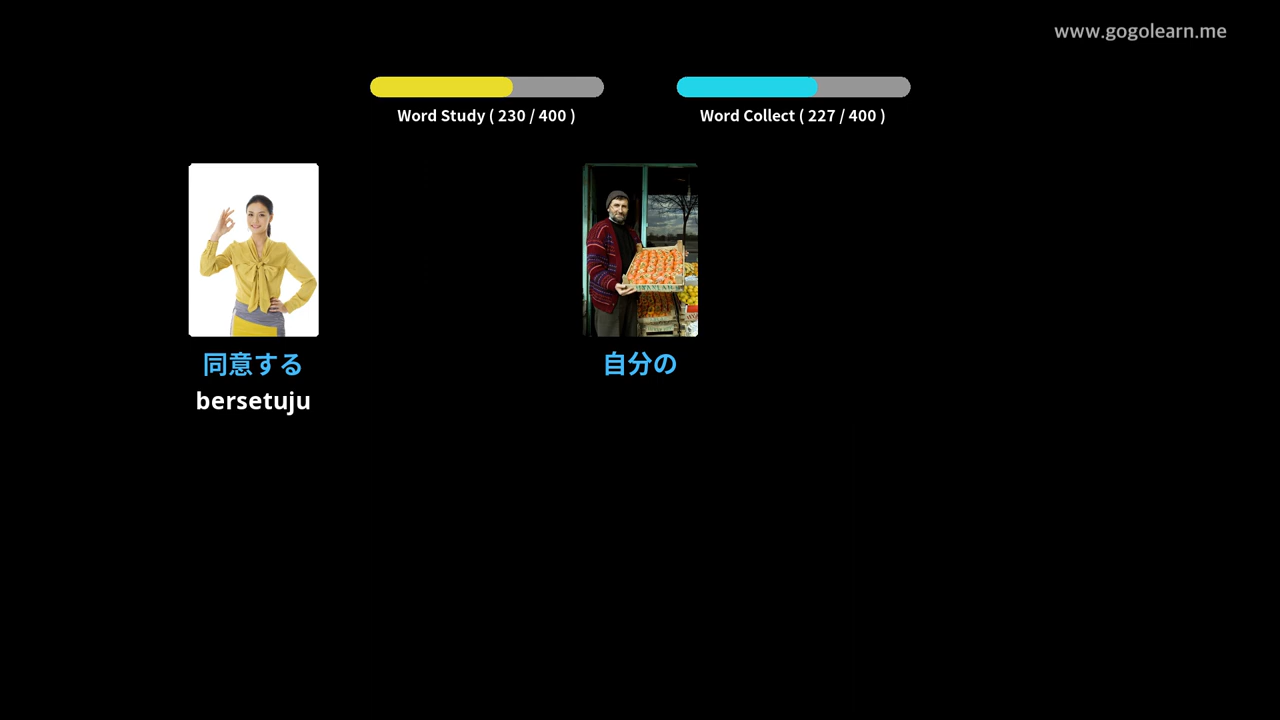 www.gogolearn.me
Word Study ( 230 / 400 )
Word Collect ( 227 / 400 )
同意する
bersetuju
自分の